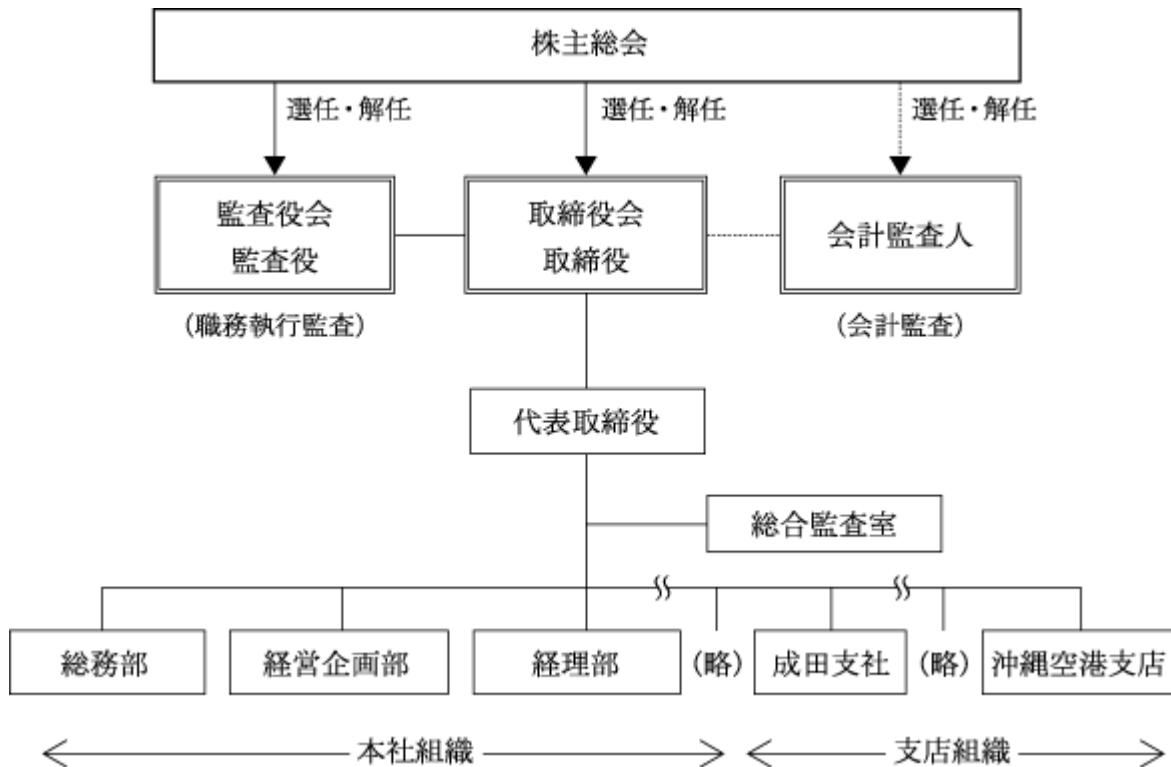 株主総会
選任・解任
選任・解任
選任・解任
監査役会
監査役
取締役会
取締役
会計監査人
(職務執行監査)
(会計監査)
代表取締役
総合監査室
総務部
経営企画部
経理部
(略)
成田支社
(略)
沖縄空港支店
本社組織
支店組織